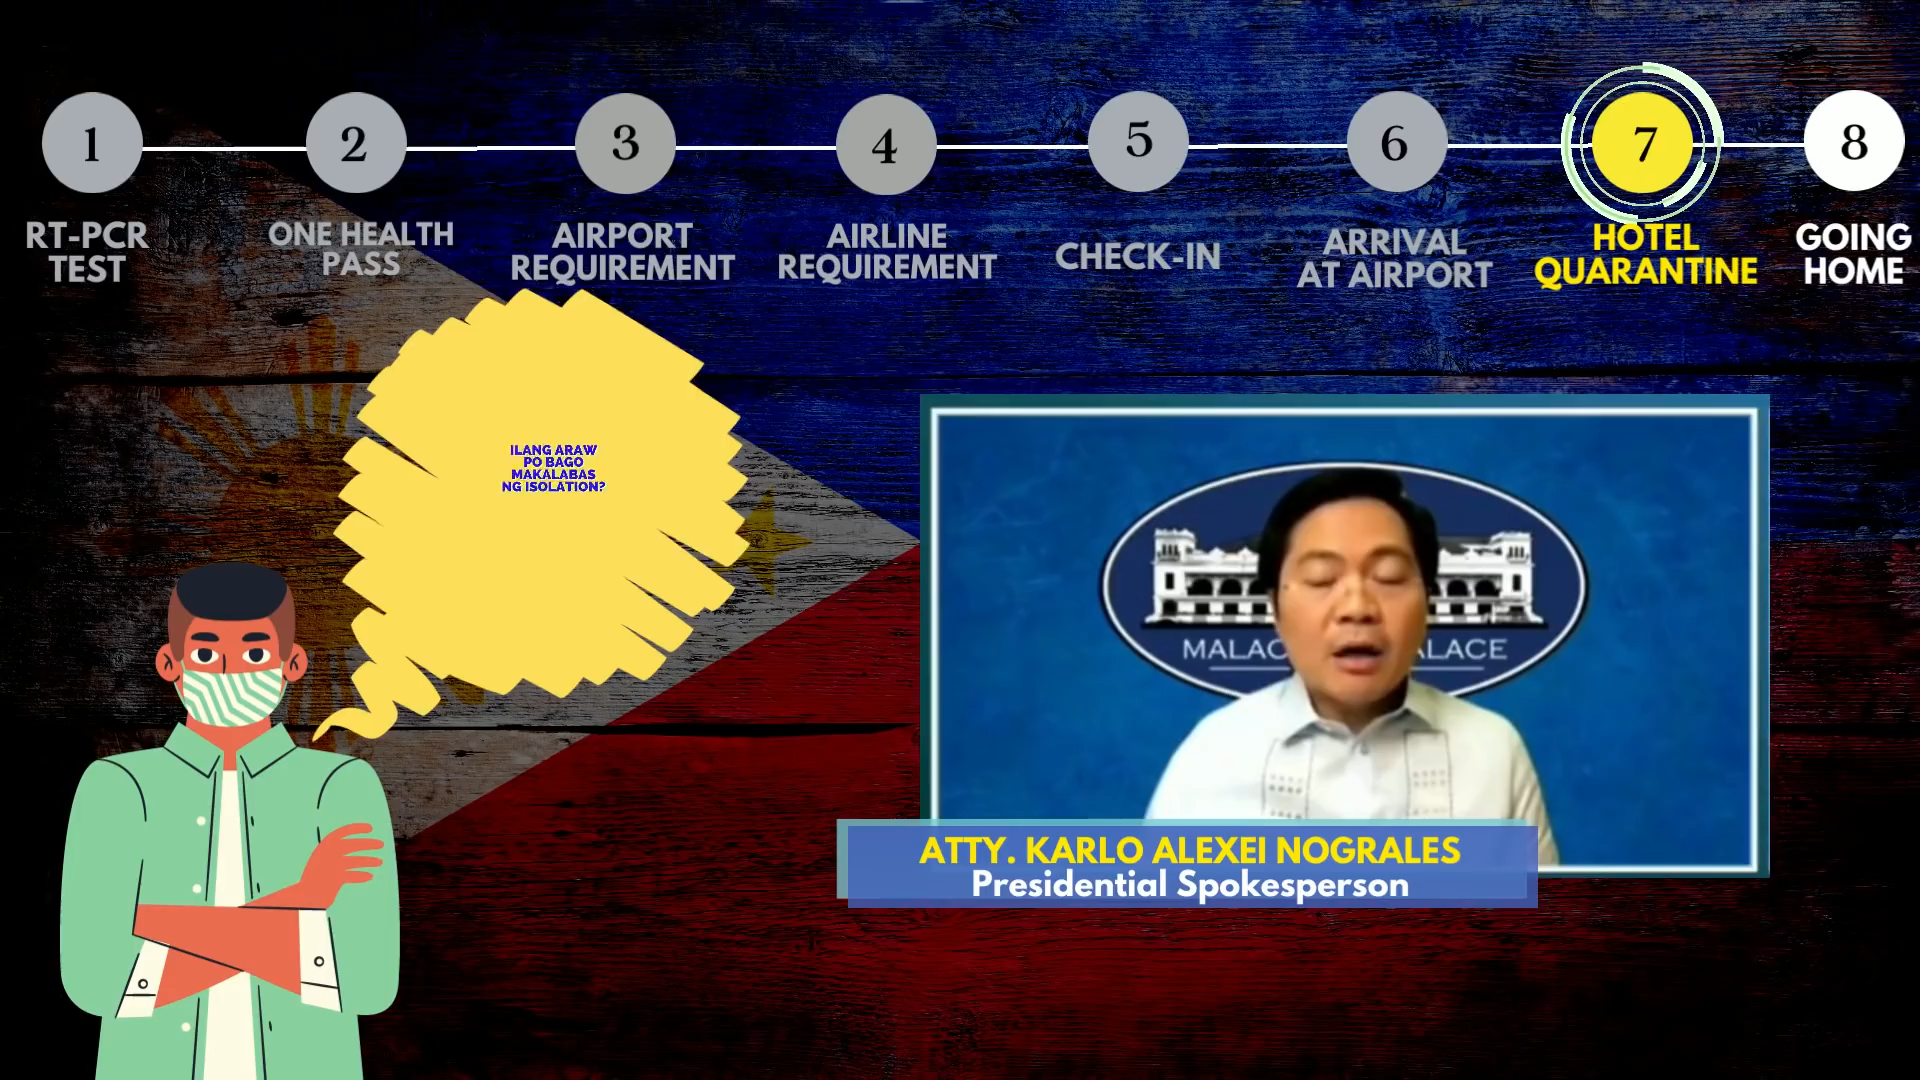 1
2
3
4
5
6
7
8
RT-PCR
TEST
ONE HEALTH
PASS
AIRPORT
REQUIREMENT
AIRLINE
REQUIREMENT
CHECK-IN
ARRIVAL
AT AIRPORT
HOTEL
QUARANTINE
GOING
HOME
ILANG ARAW
PO BAGO
MAKALABAS
NG ISOLATION?
ATTY. KARLO ALEXEI NOGRALES
Presidential Spokesperson